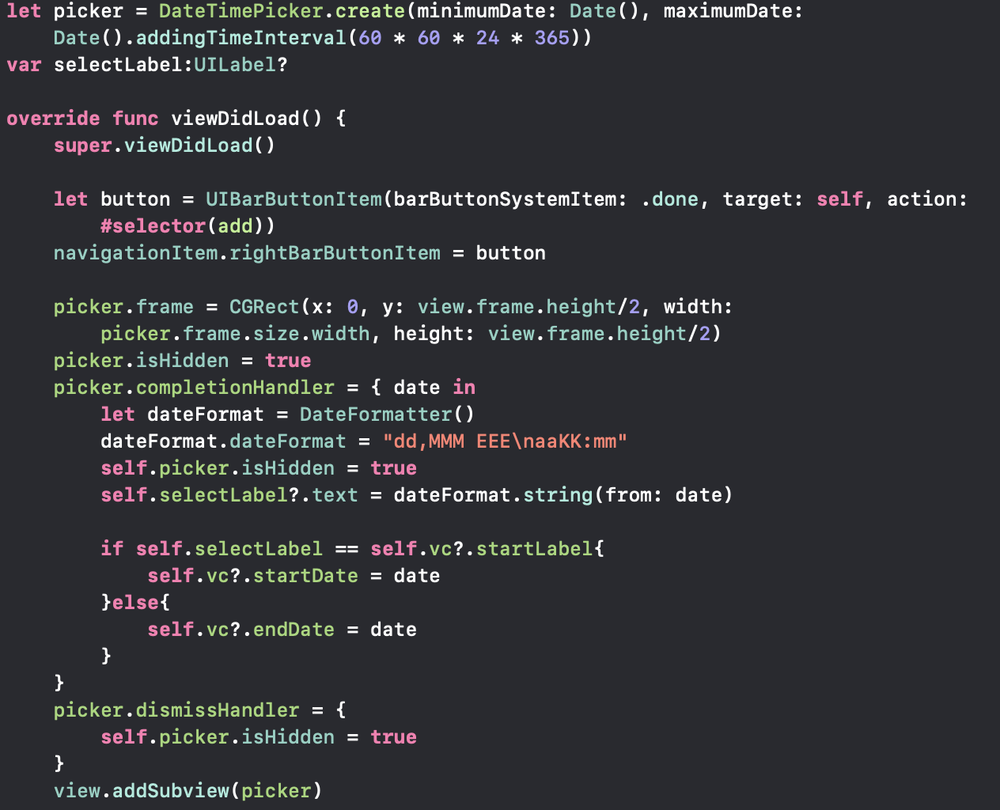 let picker = DateTimePicker.create(minimumDate: Date(), maximumDate:
    Date().addingTimeInterval(60 * 60 * 24 * 365))
var selectLabel:UILabel?

override func viewDidLoad() {
    super.viewDidLoad()

    let button = UIBarButtonItem(barButtonSystemItem: .done, target: self, action:
        #selector(add))
    navigationItem.rightBarButtonItem = button

    picker.frame = CGRect(x: 0, y: view.frame.height/2, width:
        picker.frame.size.width, height: view.frame.height/2)
    picker.isHidden = true
    picker.completionHandler = { date in
        let dateFormat = DateFormatter()
        dateFormat.dateFormat = "dd,MMM EEE\naaKK:mm"
        self.picker.isHidden = true
        self.selectLabel?.text = dateFormat.string(from: date)

        if self.selectLabel == self.vc?.startLabel{
            self.vc?.startDate = date
        }else{
            self.vc?.endDate = date
        }
    }
    picker.dismissHandler = {
        self.picker.isHidden = true
    }
    view.addSubview(picker)